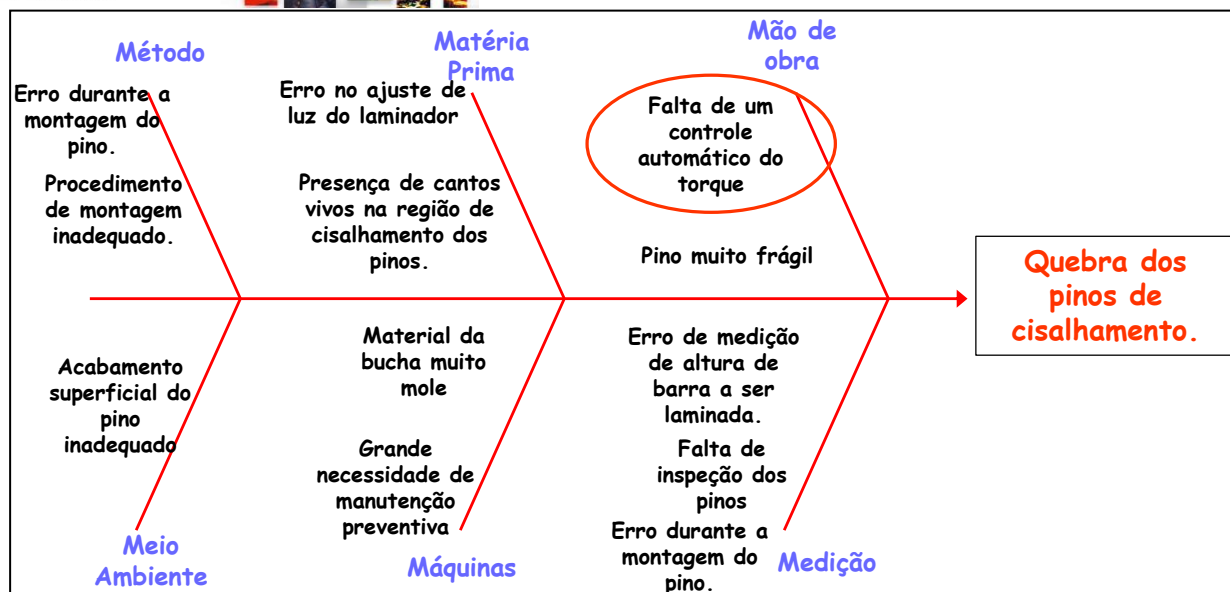 Método
Erro durante a
montagem do
pino.
Procedimento
de montagem
inadequado.
Matéria
Prima
Erro no ajuste de
luz do laminador
Presença de cantos
vivos na região de
cisalhamento dos
pinos.
Mão de
obra
Falta de um
controle
automático do
torque
Pino muito frágil
Quebra dos
pinos de
cisalhamento.
Acabamento
superficial do
pino
inadequado
Meio
Ambiente
Material da
bucha muito
mole
Grande
necessidade de
manutenção
preventiva
Máquinas
Erro de medição
de altura de
barra a ser
laminada.
Falta de
inspeção dos
pinos
Erro durante a
montagem do
pino.
Medição